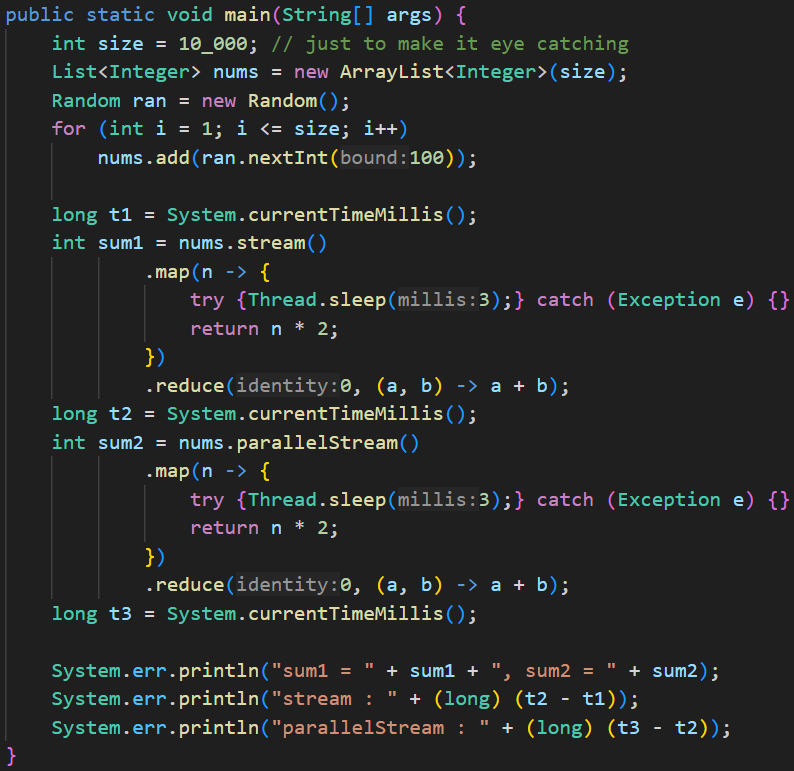 public static void main(String[] args) {
    int size = 10_000; // just to make it eye catching
    List<Integer> nums = new ArrayList<Integer>(size);
    Random ran = new Random();
    for (int i = 1; i <= size; i++)
        nums.add(ran.nextInt(bound:100));

    long t1 = System.currentTimeMillis();
    int sum1 = nums.stream()
            .map(n -> {
                try {Thread.sleep(millis:3);} catch (Exception e) {}
                return n * 2;
            })
            .reduce(identity:0, (a, b) -> a + b);
    long t2 = System.currentTimeMillis();
    int sum2 = nums.parallelStream()
            .map(n -> {
                try {Thread.sleep(millis:3);} catch (Exception e) {}
                return n * 2;
            })
            .reduce(identity:0, (a, b) -> a + b);
    long t3 = System.currentTimeMillis();

    System.err.println("sum1 = " + sum1 + ", sum2 = " + sum2);
    System.err.println("stream : " + (long) (t2 - t1));
    System.err.println("parallelStream : " + (long) (t3 - t2));
}